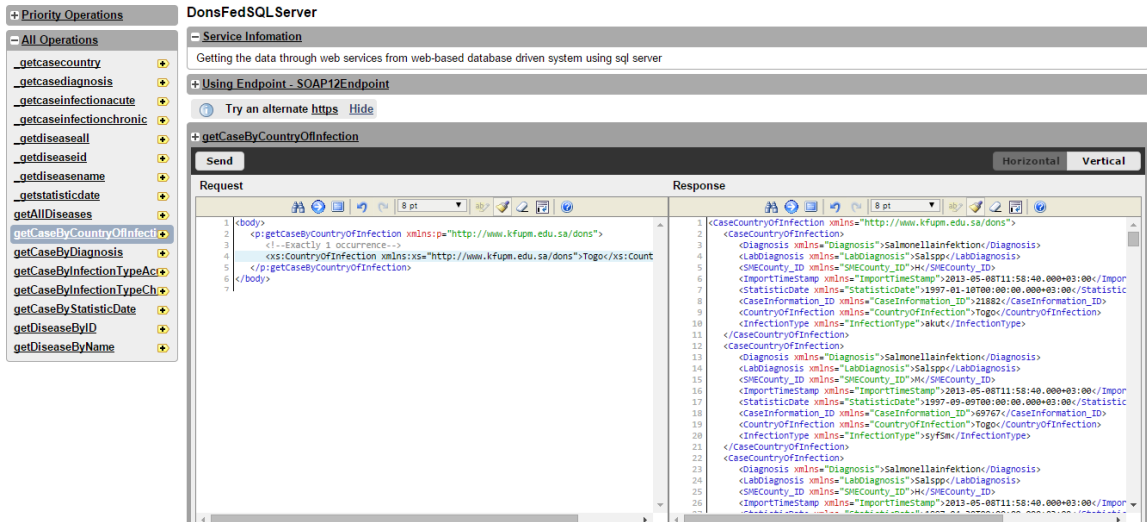 Priority Operations
All Operations
_getcasecountry
_getcasediagnosis
_getcaseinfectionacute
_getcaseinfectionchronic
_getdiseaseall
_getdiseaseid
_getdiseasename
_getstatisticdate
getAllDiseases
getCaseByCountryOfInfecti
getCaseByDiagnosis
getCaseByInfectionTypeAc
getCaseByInfectionTypeCh
getCaseByStatisticDate
getDiseaseByID
getDiseaseByName
DonsFedSQLServer
Service Infomation
Getting the data through web services from web-based database driven system using sql server
Using Endpoint - SOAP12Endpoint
Try an alternate https Hide
getCaseByCountryOfInfection
Send
Horizontal Vertical
Request
8 pt
1 <body>
2 <p:getCaseByCountryOfInfection xmlns:p="http://www.kfupm.edu.sa/dons">
3 <!--Exactly 1 occurrence-->
4 <xs:CountryOfInfection xmlns:xs="http://www.kfupm.edu.sa/dons">Togo</xs:Count
5 </p:getCaseByCountryOfInfection>
6 </body>
7
Response
8 pt
1 <CaseCountryOfInfection xmlns="http://www.kfupm.edu.sa/dons">
2 <CaseCountryOfInfection>
3 <Diagnosis xmlns="Diagnosis">Salmonellainfektion</Diagnosis>
4 <LabDiagnosis xmlns="LabDiagnosis">Salspp</LabDiagnosis>
5 <SMECounty_ID xmlns="SMECounty_ID">H</SMECounty_ID>
6 <ImportTimeStamp xmlns="ImportTimeStamp">2013-05-08T11:58:40.000+03:00</Impor
7 <StatisticDate xmlns="StatisticDate">1997-01-10T00:00:00.000+03:00</Statistic
8 <CaseInformation_ID xmlns="CaseInformation_ID">21882</CaseInformation_ID>
9 <CountryOfInfection xmlns="CountryOfInfection">Togo</CountryOfInfection>
10 <InfectionType xmlns="InfectionType">akut</InfectionType>
11 </CaseCountryOfInfection>
12 <CaseCountryOfInfection>
13 <Diagnosis xmlns="Diagnosis">Salmonellainfektion</Diagnosis>
14 <LabDiagnosis xmlns="LabDiagnosis">Salspp</LabDiagnosis>
15 <SMECounty_ID xmlns="SMECounty_ID">M</SMECounty_ID>
16 <ImportTimeStamp xmlns="ImportTimeStamp">2013-05-08T11:58:40.000+03:00</Impor
17 <StatisticDate xmlns="StatisticDate">1997-09-09T00:00:00.000+03:00</Statistic
18 <CaseInformation_ID xmlns="CaseInformation_ID">69767</CaseInformation_ID>
19 <CountryOfInfection xmlns="CountryOfInfection">Togo</CountryOfInfection>
20 <InfectionType xmlns="InfectionType">syfSm</InfectionType>
21 </CaseCountryOfInfection>
22 <CaseCountryOfInfection>
23 <Diagnosis xmlns="Diagnosis">Salmonellainfektion</Diagnosis>
24 <LabDiagnosis xmlns="LabDiagnosis">Salspp</LabDiagnosis>
25 <SMECounty_ID xmlns="SMECounty_ID">H</SMECounty_ID>
26 <ImportTimeStamp xmlns="ImportTimeStamp">2013-05-08T11:58:40.000+03:00</Impor